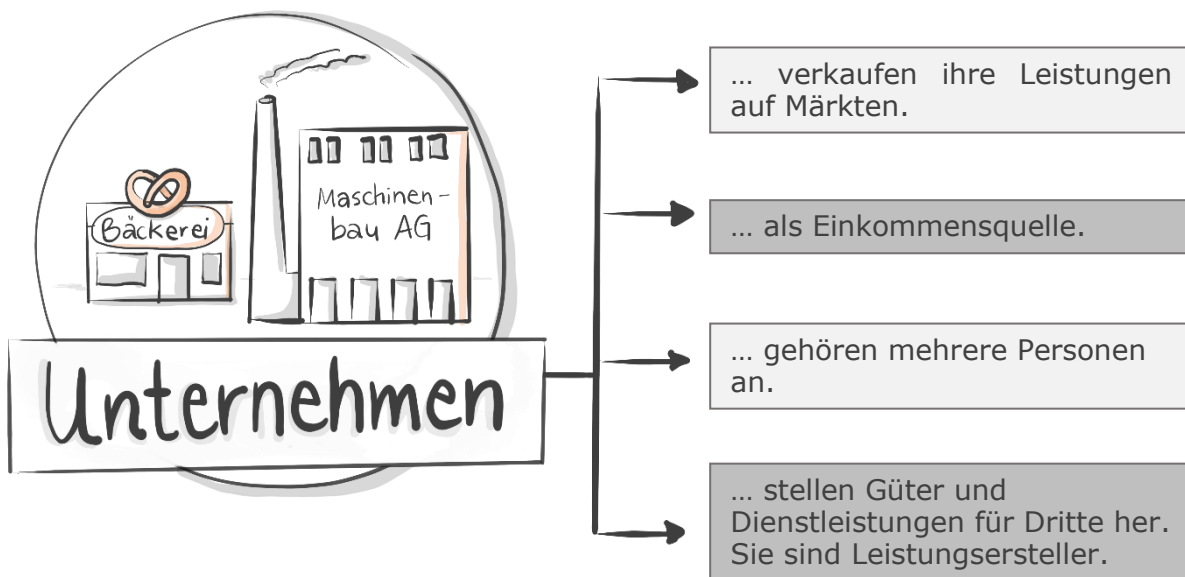 Bäckerei
Maschinen-
bau AG
Unternehmen
… verkaufen ihre Leistungen
auf Märkten.
… als Einkommensquelle.
… gehören mehrere Personen
an.
… stellen Güter und
Dienstleistungen für Dritte her.
Sie sind Leistungsersteller.